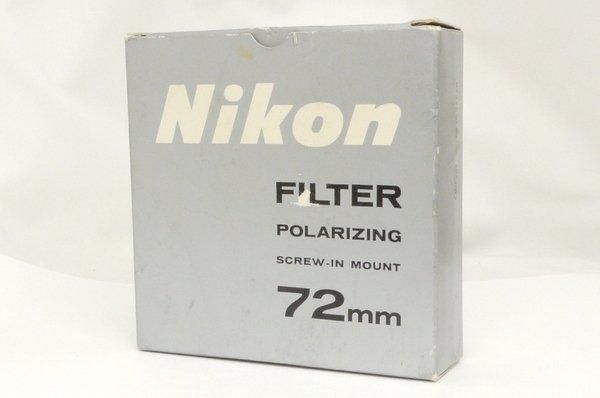 Nikon
FILTER
POLARIZING
SCREW-IN MOUNT
72mm